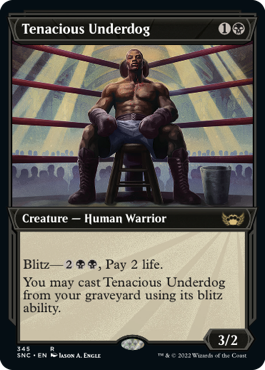 Tenacious Underdog 1
Creature — Human Warrior
Blitz—2, Pay 2 life.
You may cast Tenacious Underdog
from your graveyard using its blitz
ability.
3/2
345 R
SNC • EN Jason A. Engle
™ & © 2022 Wizards of the Coast